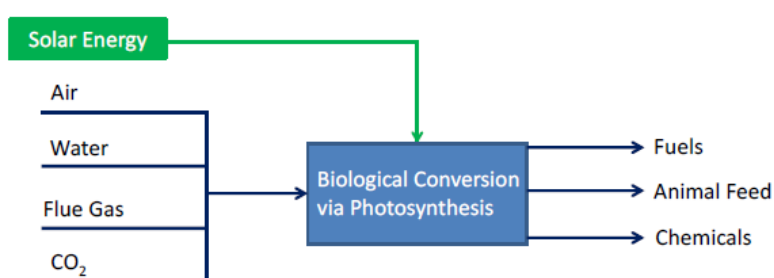 Solar Energy
Air
Water
Flue Gas
CO₂
Biological Conversion
via Photosynthesis
Fuels
Animal Feed
Chemicals